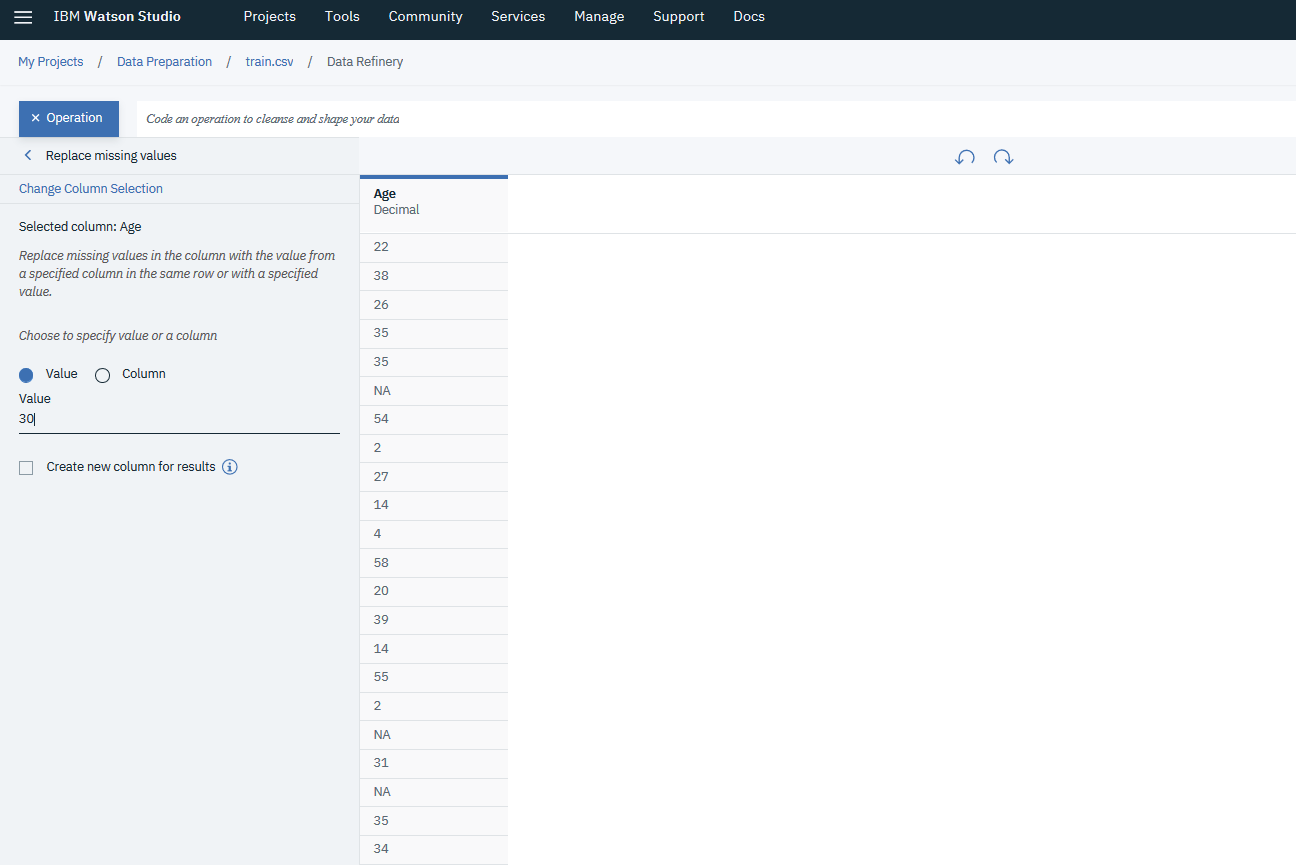 IBM Watson Studio Projects Tools Community Services Manage Support Docs
My Projects / Data Preparation / train.csv / Data Refinery
× Operation Code an operation to cleanse and shape your data
Replace missing values
Change Column Selection
Selected column: Age
Replace missing values in the column with the value from
a specified column in the same row or with a specified
value.
Choose to specify value or a column
Value Column
Value
30
Create new column for results
Age
Decimal
22
38
26
35
35
NA
54
2
27
14
4
58
20
39
14
55
2
NA
31
NA
35
34